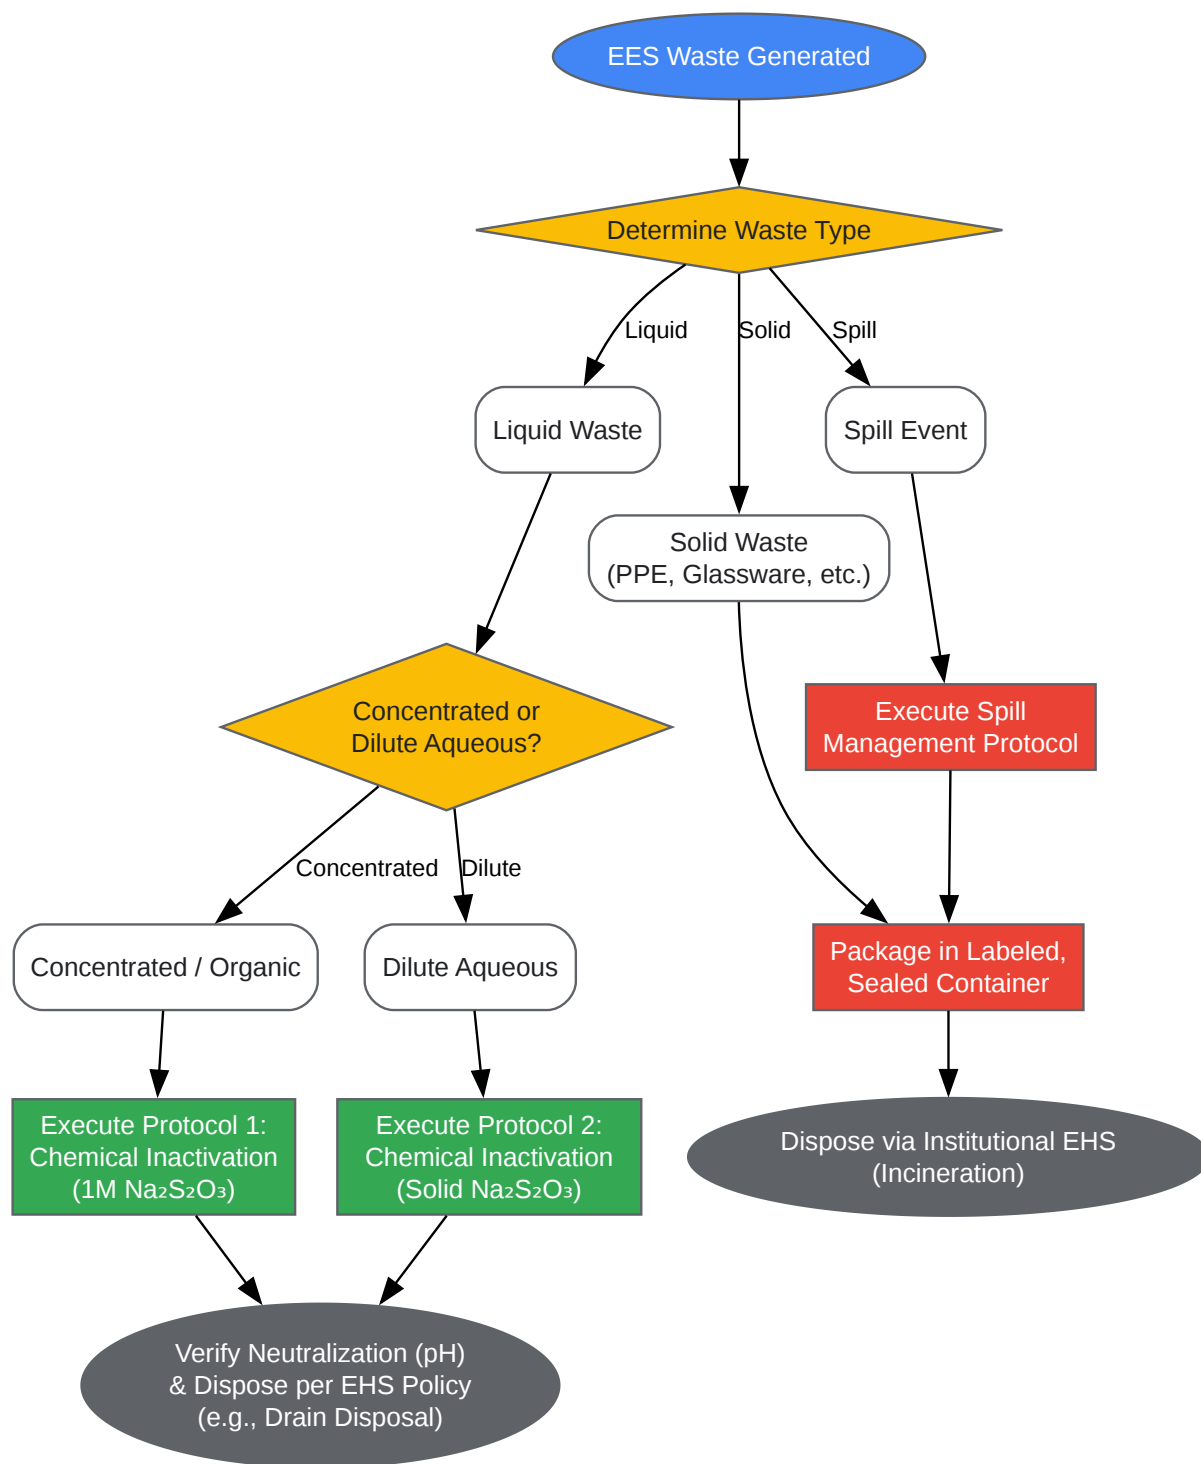 EES Waste Generated
Determine Waste Type
Liquid
Solid
Spill
Liquid Waste
Spill Event
Solid Waste
(PPE, Glassware, etc.)
Concentrated or
Dilute Aqueous?
Execute Spill
Management Protocol
Concentrated
Dilute
Concentrated / Organic
Dilute Aqueous
Package in Labeled,
Sealed Container
Execute Protocol 1:
Chemical Inactivation
(1M Na₂S₂O₃)
Execute Protocol 2:
Chemical Inactivation
(Solid Na₂S₂O₃)
Dispose via Institutional EHS
(Incineration)
Verify Neutralization (pH)
& Dispose per EHS Policy
(e.g., Drain Disposal)